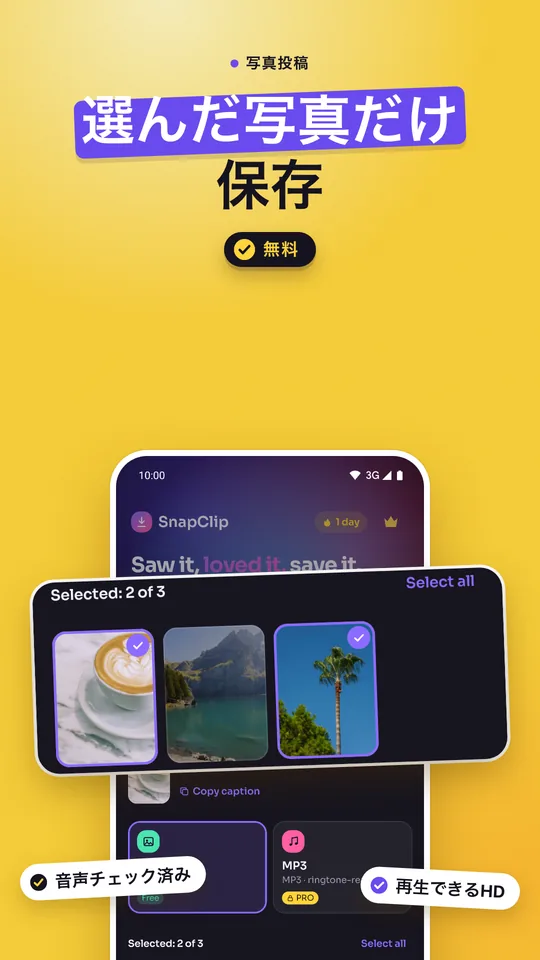 写真投稿
選んだ写真だけ
保存
無料
10:00
3G
SnapClip
1 day
Saw it, loved it, save it.
Selected: 2 of 3
Select all
Copy caption
MP3
MP3 · ringtone-re
Free
PRO
音声チェック済み
再生できるHD
Selected: 2 of 3
Select all